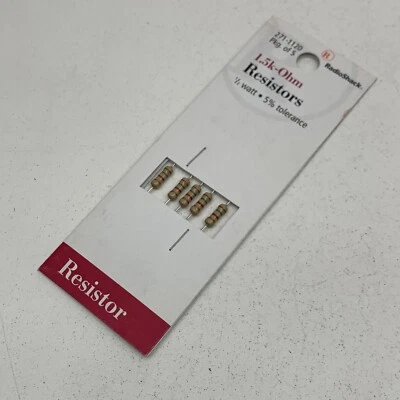 271-1120
Pkg. of 5
RadioShack
1.5k-Ohm
Resistors
½ watt • 5% tolerance
Resistor